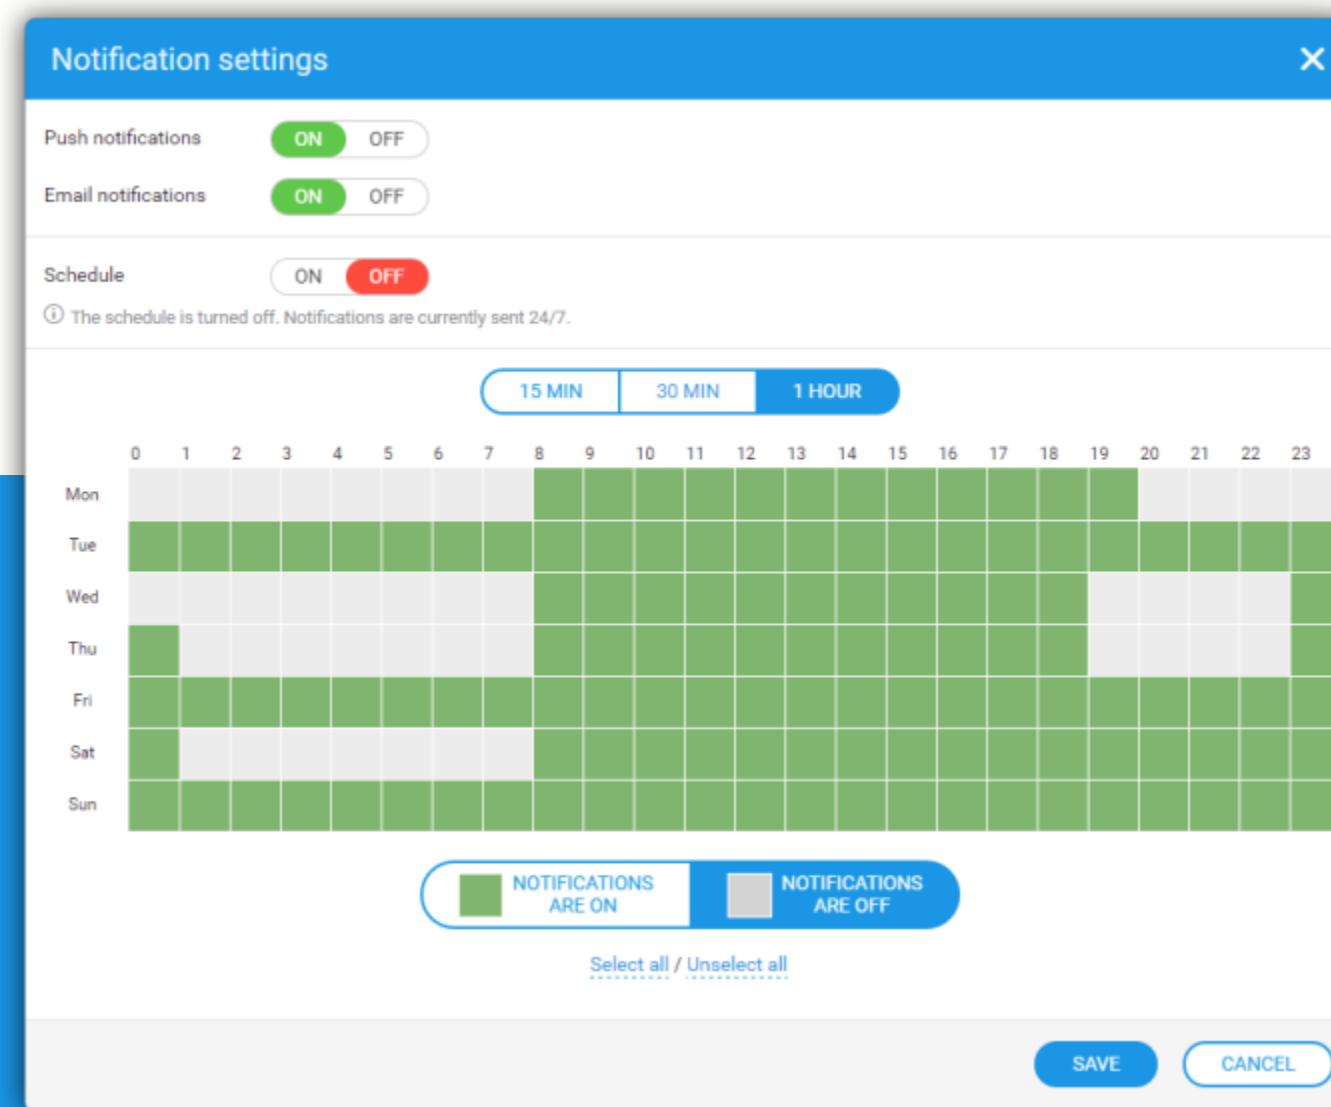 Notification settings
Push notifications ON OFF
Email notifications ON OFF
Schedule ON OFF
The schedule is turned off. Notifications are currently sent 24/7.
15 MIN 30 MIN 1 HOUR
0 1 2 3 4 5 6 7 8 9 10 11 12 13 14 15 16 17 18 19 20 21 22 23
Mon
Tue
Wed
Thu
Fri
Sat
Sun
NOTIFICATIONS
ARE ON
NOTIFICATIONS
ARE OFF
Select all / Unselect all
SAVE CANCEL